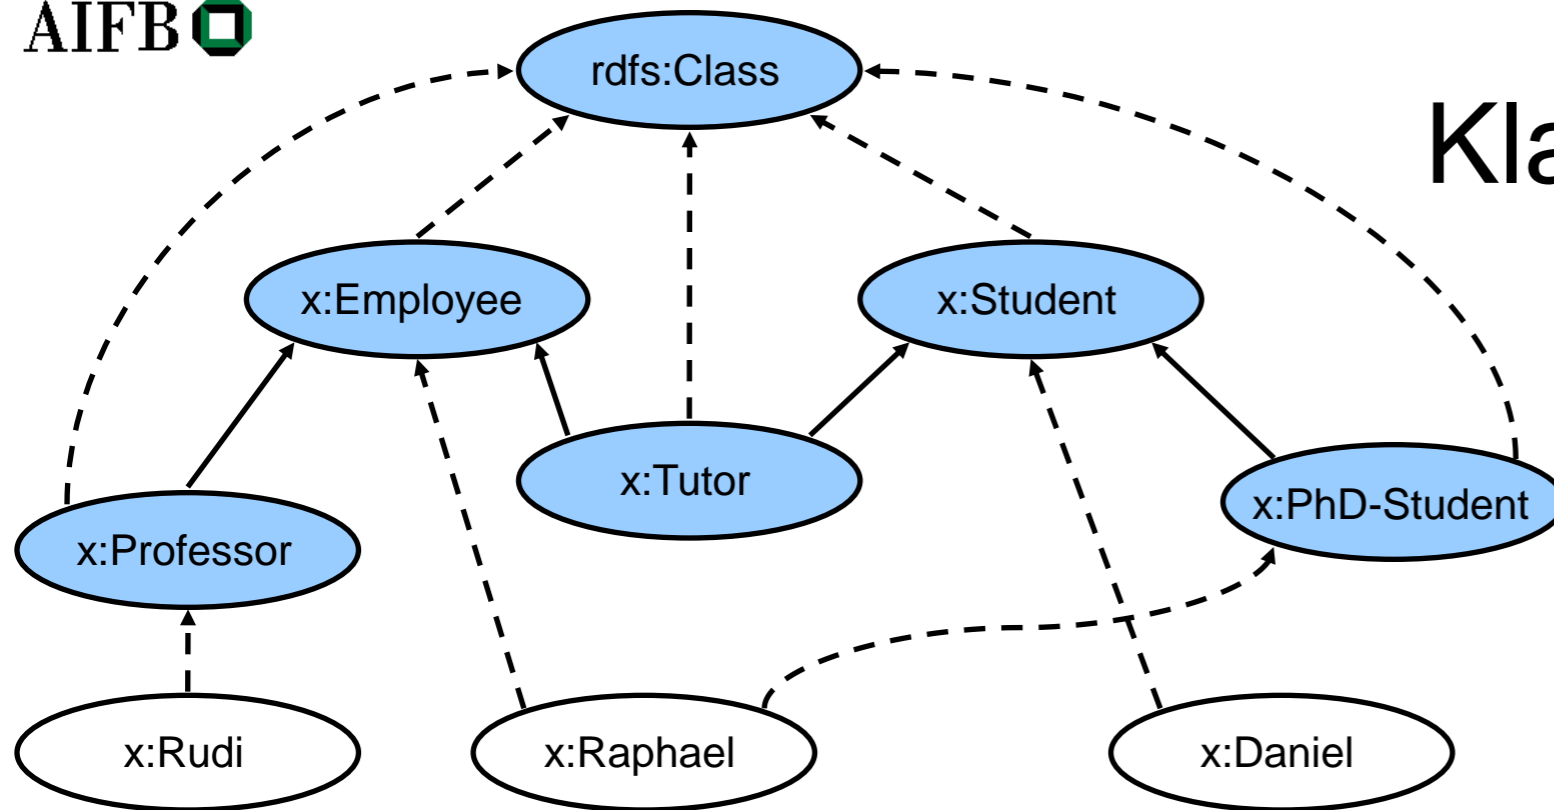 AIFB
rdfs:Class
Kla
x:Employee
x:Student
x:Tutor
x:PhD-Student
x:Professor
x:Rudi
x:Raphael
x:Daniel